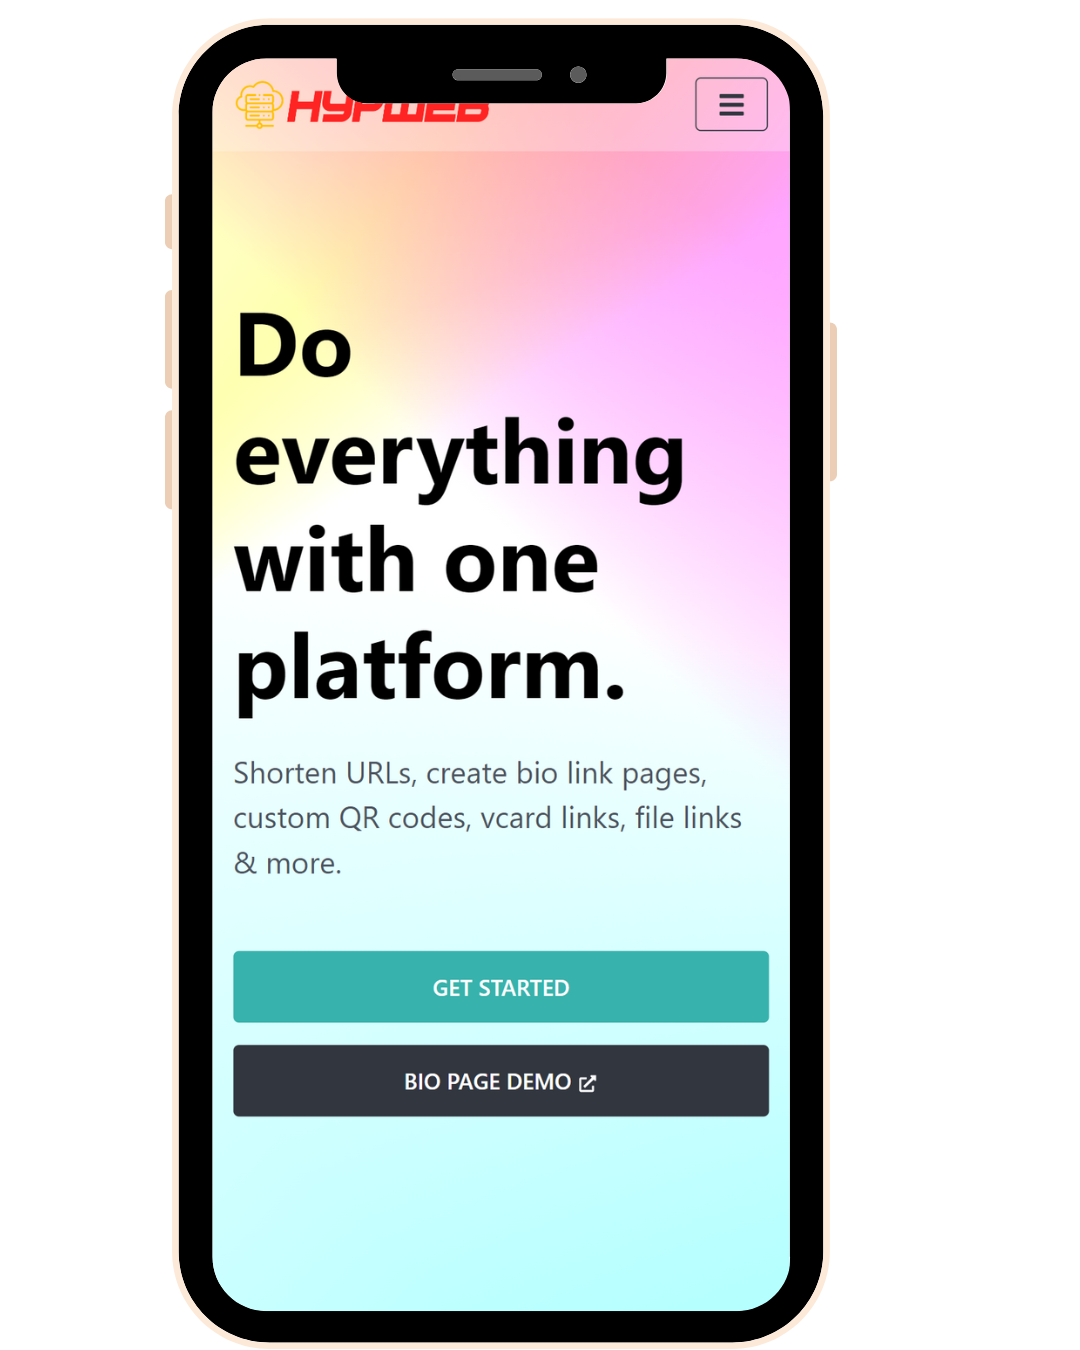 HYPWEB
Do
everything
with one
platform.
Shorten URLs, create bio link pages,
custom QR codes, vcard links, file links
& more.
GET STARTED
BIO PAGE DEMO